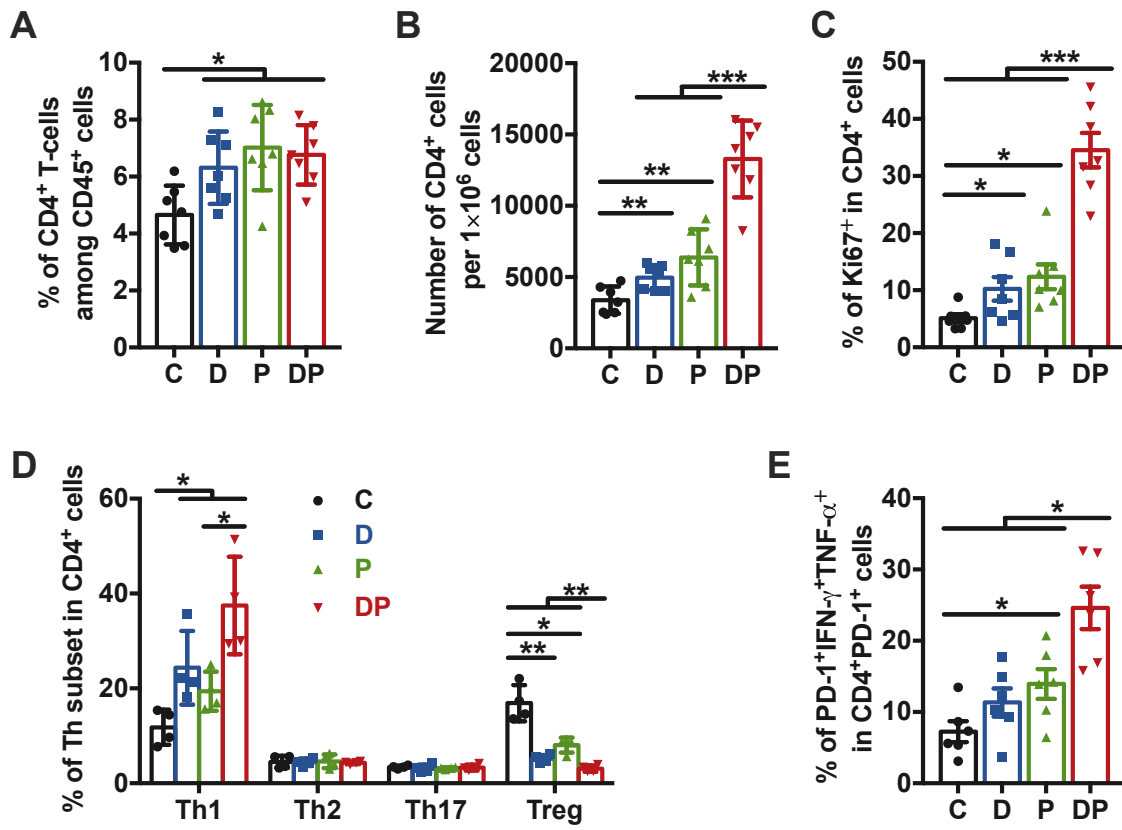 A
% of CD4⁺ T-cells
among CD45⁺ cells
10
8
6
4
2
0
*
C D P DP
B
Number of CD4⁺ cells
per 1×10⁶ cells
20000
15000
10000
5000
0
***
**
**
C D P DP
C
% of Ki67⁺ in CD4⁺ cells
50
40
30
20
10
0
***
*
*
C D P DP
D
% of Th subset in CD4⁺ cells
60
40
20
0
*
*
C
D
P
DP
**
*
**
Th1 Th2 Th17 Treg
E
% of PD-1⁺IFN-γ⁺TNF-α⁺
in CD4⁺PD-1⁺ cells
40
30
20
10
0
*
*
C D P DP